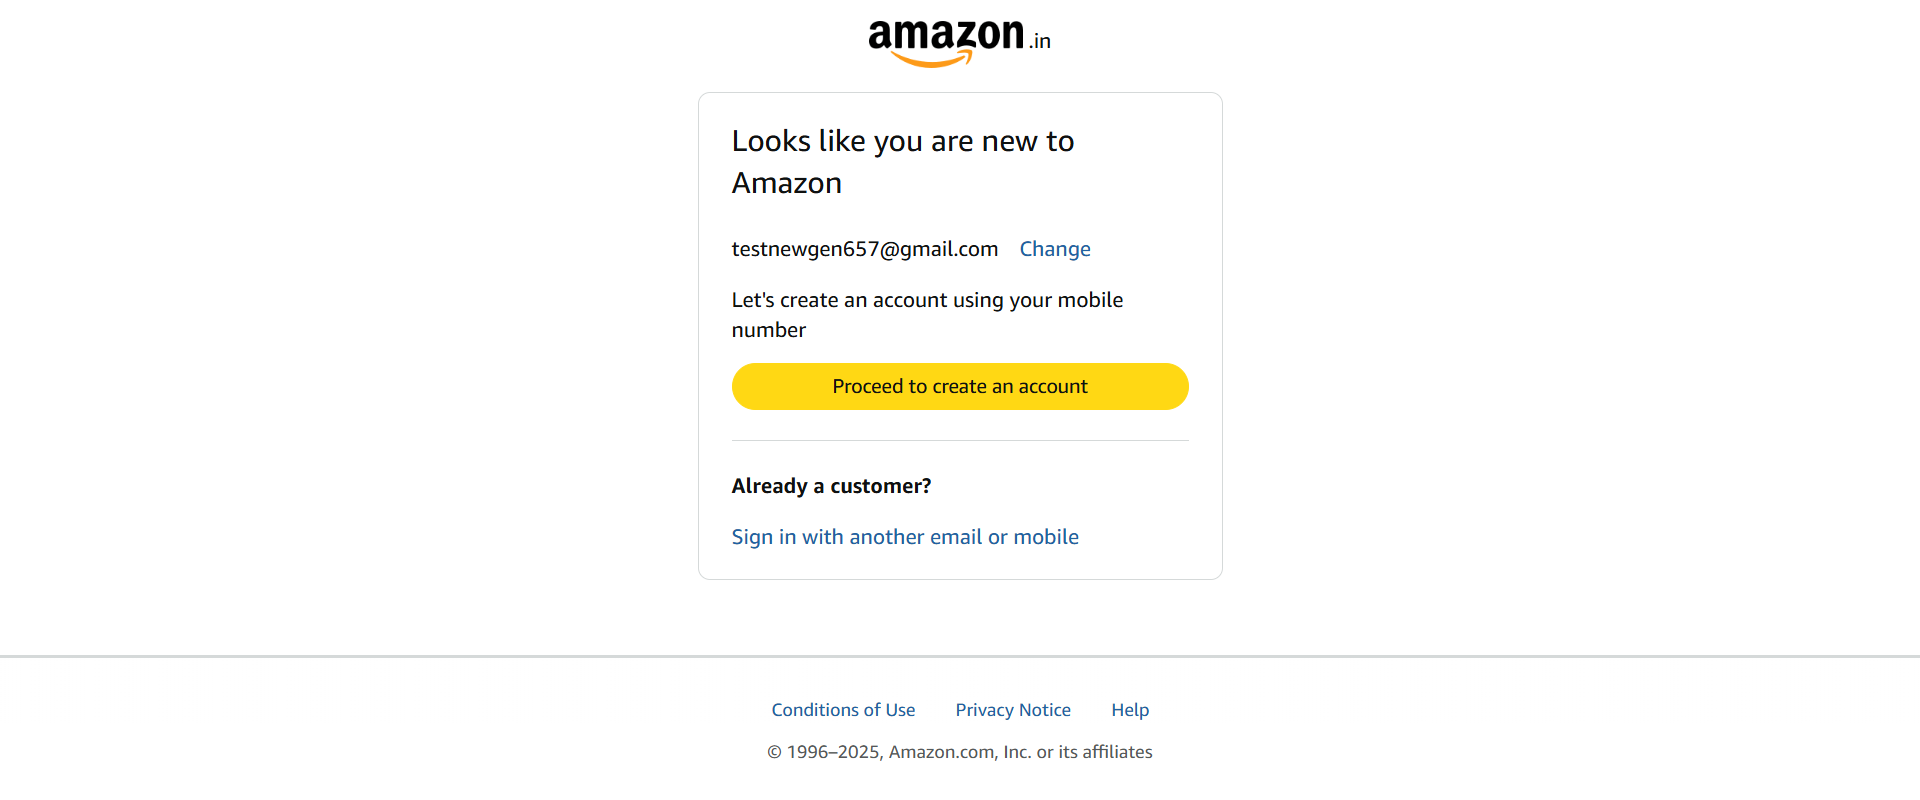 amazon.in
Looks like you are new to
Amazon
testnewgen657@gmail.com Change
Let's create an account using your mobile
number
Proceed to create an account
Already a customer?
Sign in with another email or mobile
Conditions of Use Privacy Notice Help
© 1996–2025, Amazon.com, Inc. or its affiliates